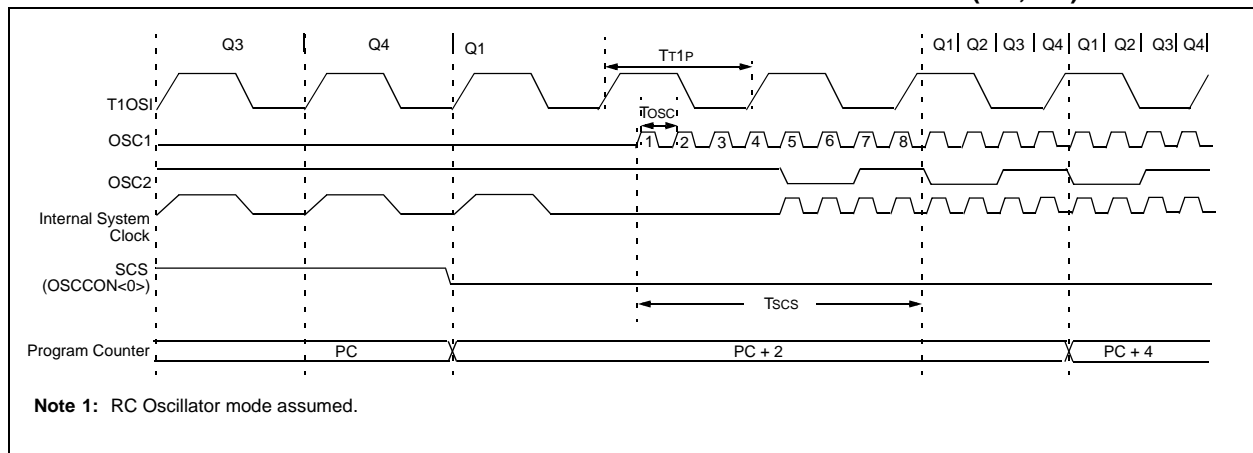 Q3 Q4 Q1 Q1 Q2 Q3 Q4 Q1 Q2 Q3 Q4
TT1P
T1OSI
TOSC
OSC1
1 2 3 4 5 6 7 8
OSC2
Internal System
Clock
SCS
(OSCCON<0>)
TSCS
Program Counter PC PC + 2 PC + 4
Note 1: RC Oscillator mode assumed.